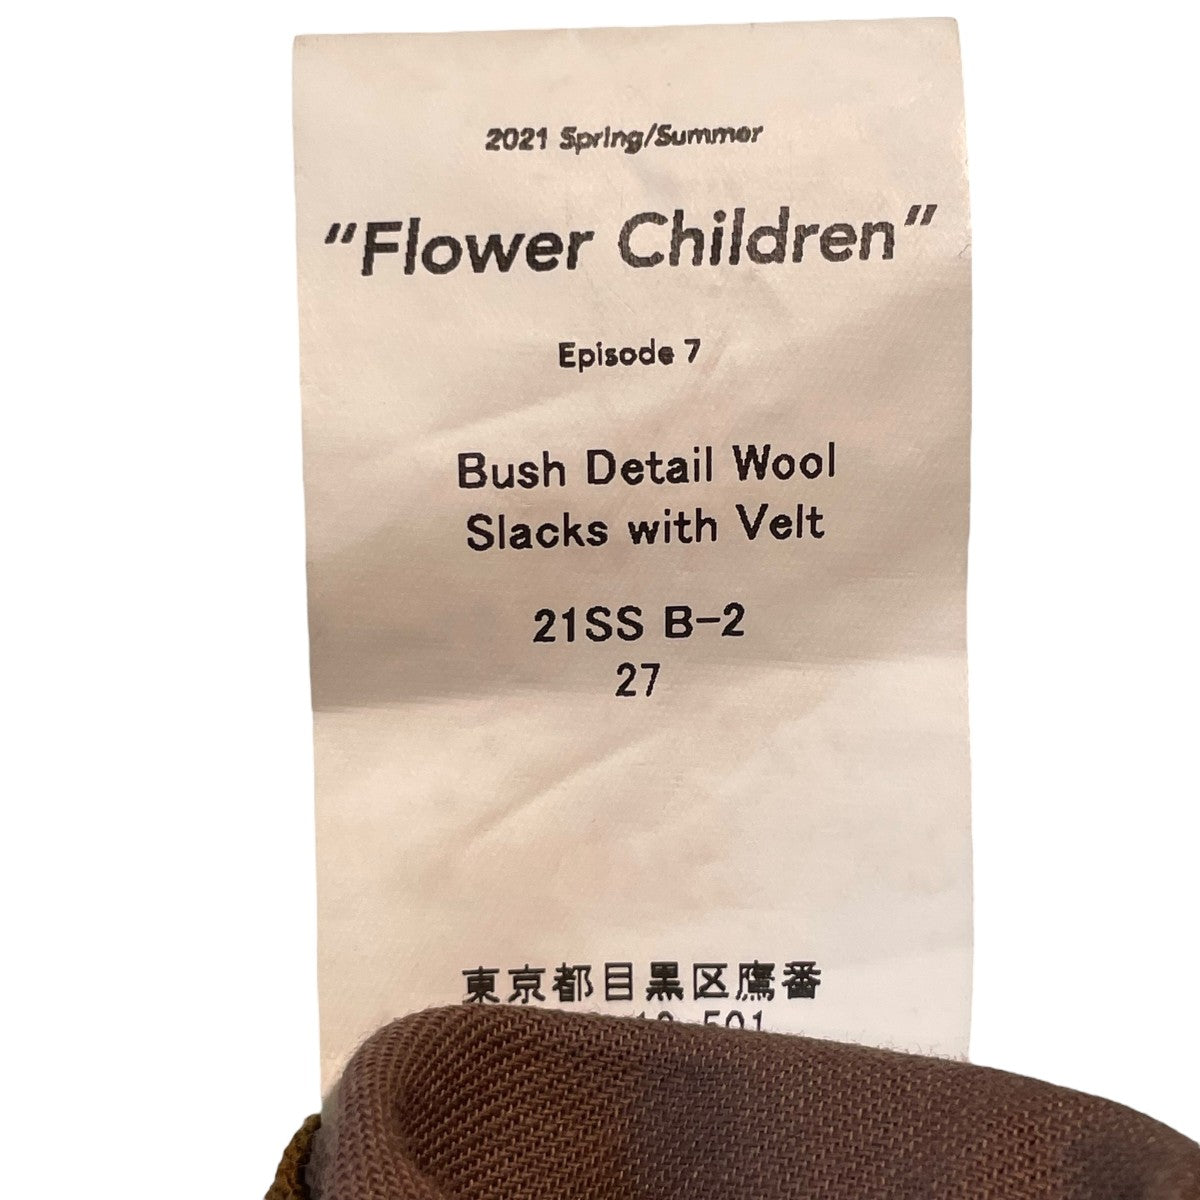 2021 Spring/Summer
"Flower Children"
Episode 7
Bush Detail Wool
Slacks with Velt
21SS B-2
27
東京都目黒区鷹番